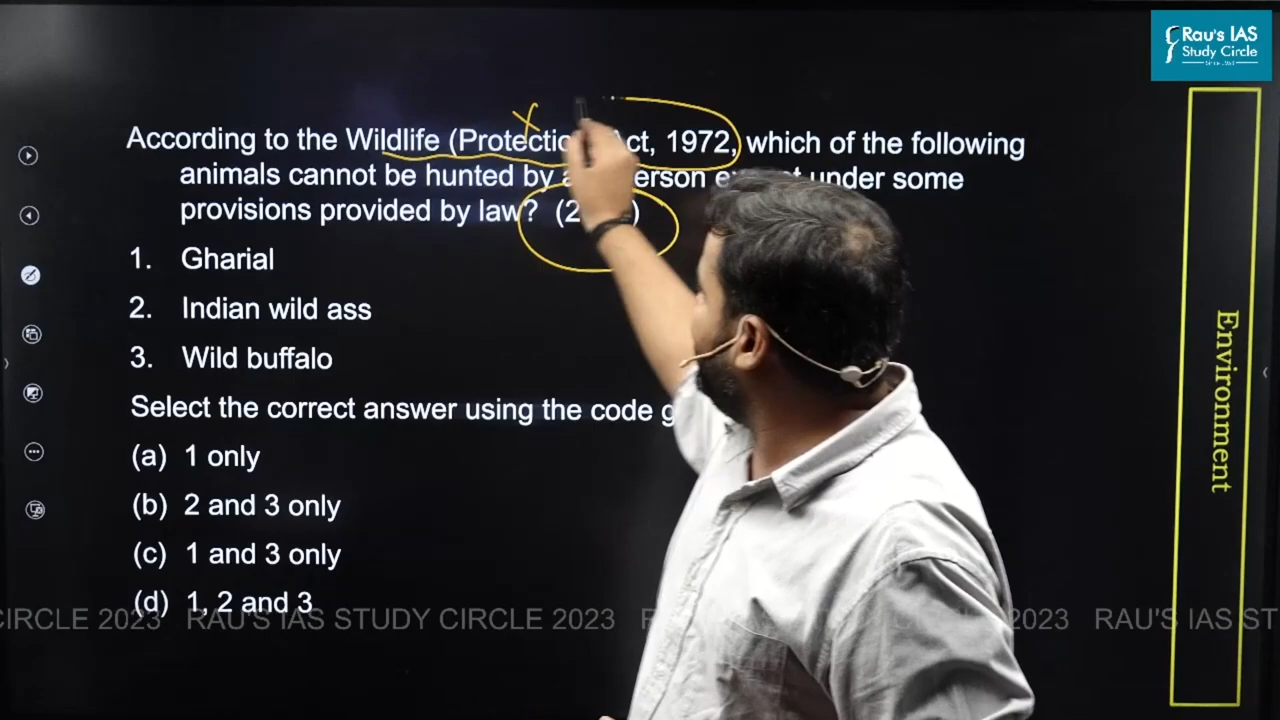 Rau's IAS
Study Circle
SINCE 1953
According to the Wildlife (Protection Act, 1972, which of the following
animals cannot be hunted by under some
provisions provided by law?
1. Gharial
2. Indian wild ass
3. Wild buffalo
Select the correct answer using the code
(a) 1 only
(b) 2 and 3 only
(c) 1 and 3 only
(d) 1, 2 and 3
CIRCLE 2023 RAU'S IAS STUDY CIRCLE 2023 2023 RAU'S IAS ST
Environment